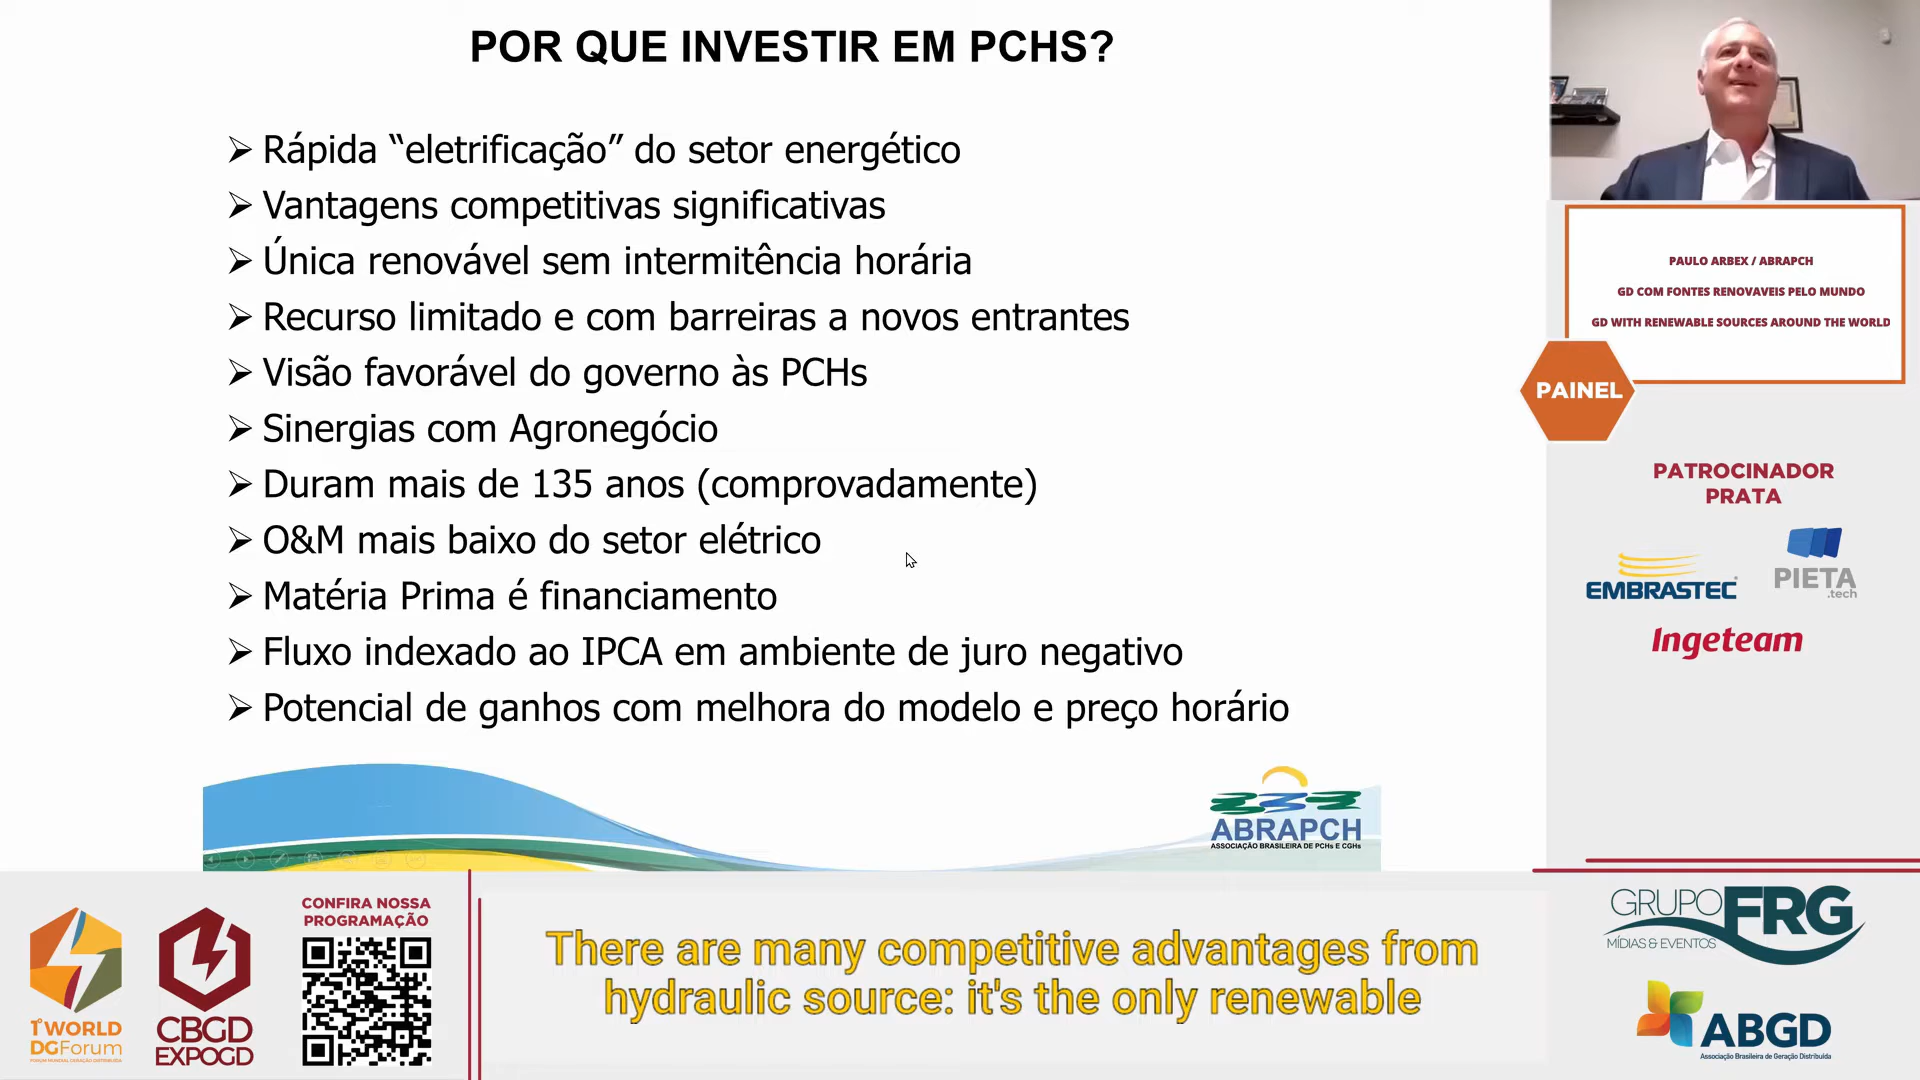 POR QUE INVESTIR EM PCHS?
Rápida “eletrificação” do setor energético
Vantagens competitivas significativas
Única renovável sem intermitência horária
Recurso limitado e com barreiras a novos entrantes
Visão favorável do governo às PCHs
Sinergias com Agronegócio
Duram mais de 135 anos (comprovadamente)
O&M mais baixo do setor elétrico
Matéria Prima é financiamento
Fluxo indexado ao IPCA em ambiente de juro negativo
Potencial de ganhos com melhora do modelo e preço horário
ABRAPCH
ASSOCIAÇÃO BRASILEIRA DE PCHs E CGHs
PAULO ARBEX / ABRAPCH
GD COM FONTES RENOVAVEIS PELO MUNDO
GD WITH RENEWABLE SOURCES AROUND THE WORLD
PAINEL
PATROCINADOR
PRATA
EMBRASTEC
PIETA
.tech
Ingeteam
1º WORLD
DGForum
FÓRUM MUNDIAL GERAÇÃO DISTRIBUÍDA
CBGD
EXPOGD
CONFIRA NOSSA
PROGRAMAÇÃO
There are many competitive advantages from
hydraulic source: it's the only renewable
GRUPO FRG
MÍDIAS & EVENTOS
ABGD
Associação Brasileira de Geração Distribuída